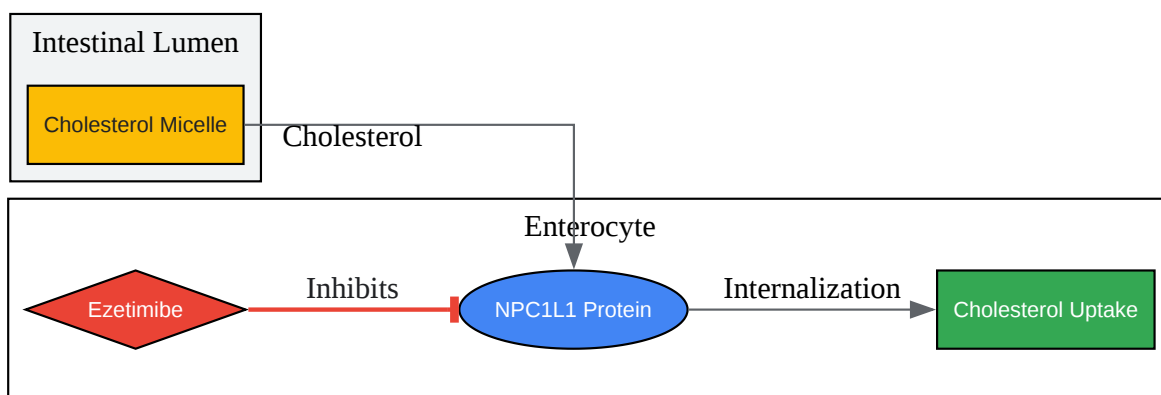 Intestinal Lumen
Cholesterol Micelle
Cholesterol
Enterocyte
Ezetimibe
Inhibits
NPC1L1 Protein
Internalization
Cholesterol Uptake